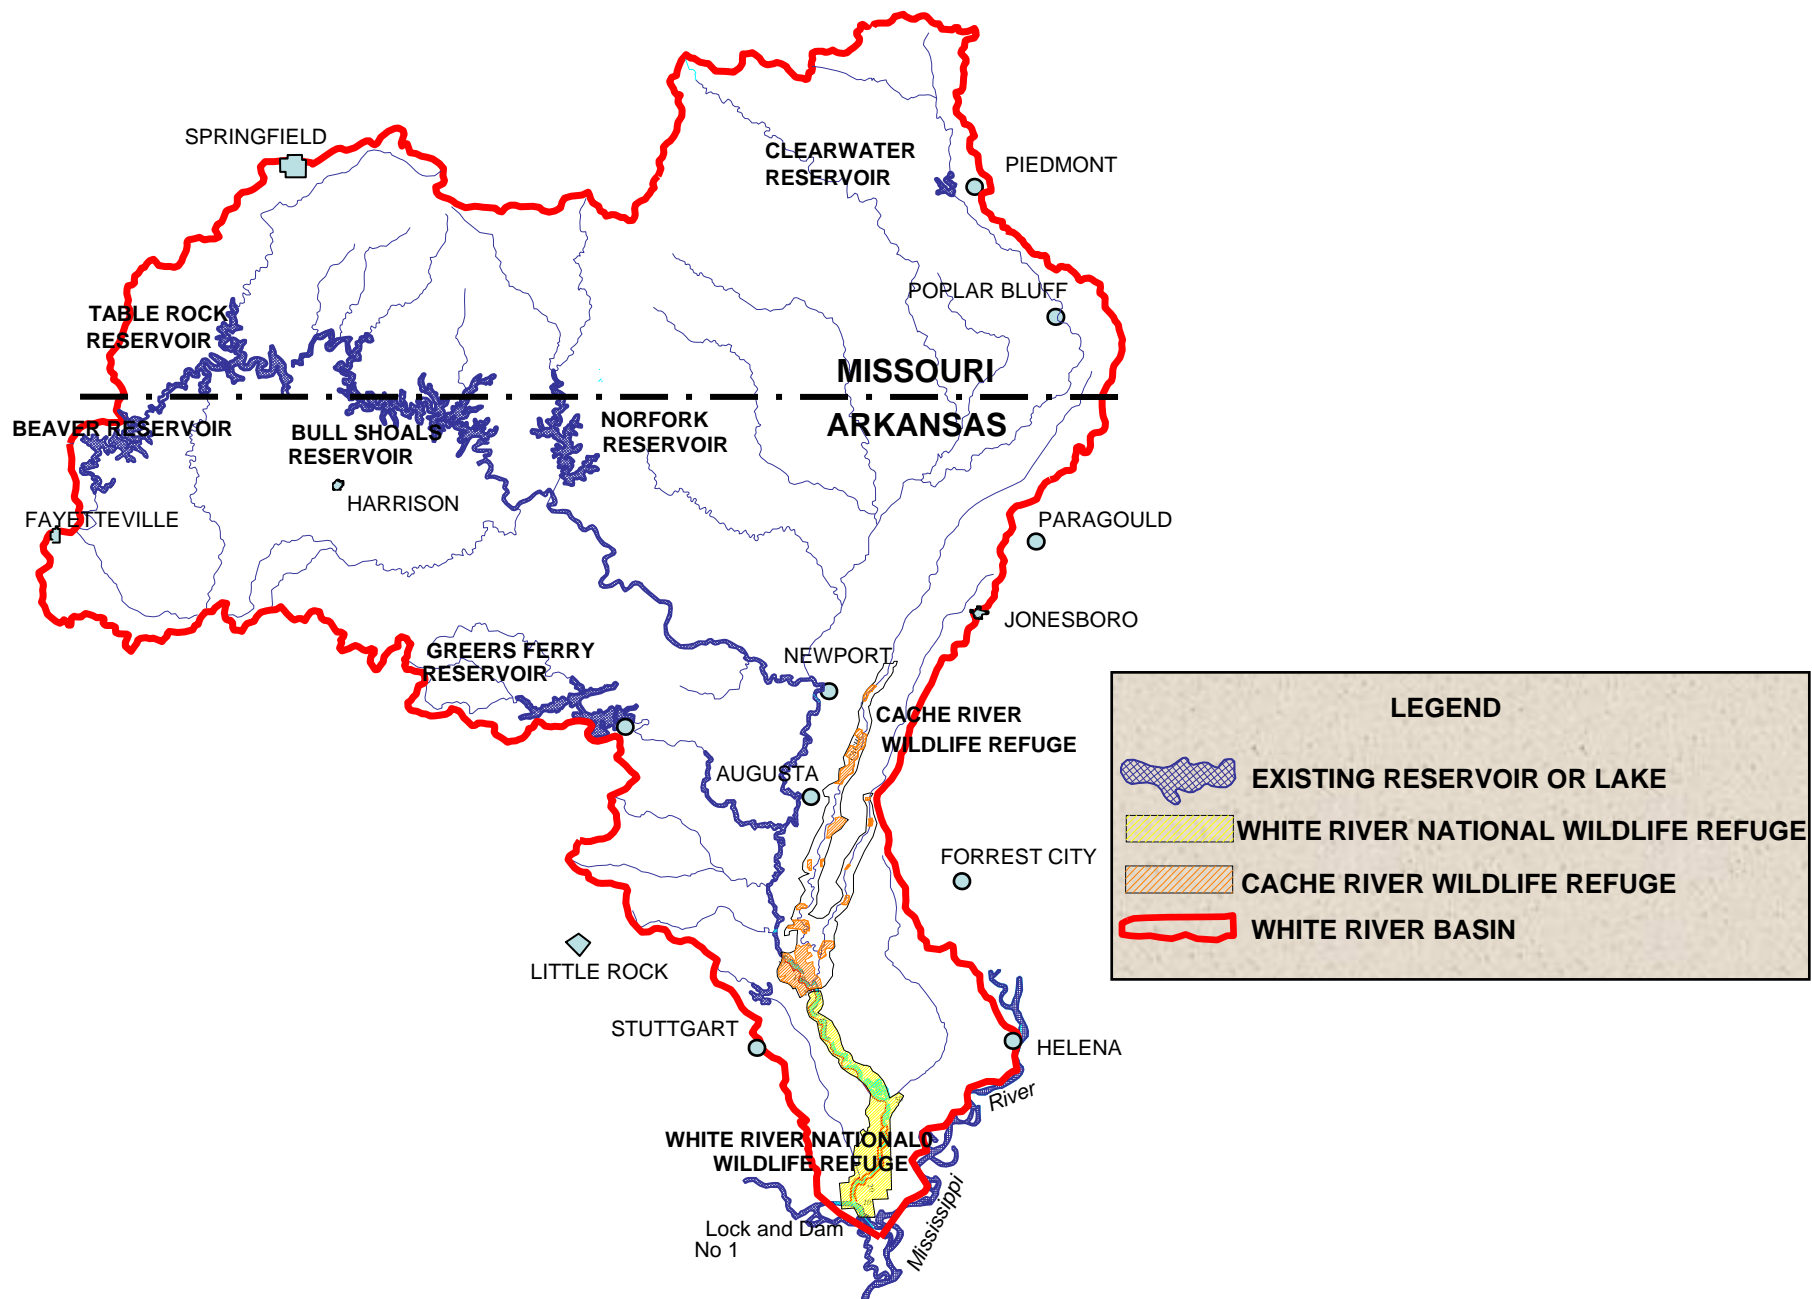 SPRINGFIELD
CLEARWATER
RESERVOIR
PIEDMONT
POPLAR BLUFF
TABLE ROCK
RESERVOIR
MISSOURI
ARKANSAS
BEAVER RESERVOIR
BULL SHOALS
RESERVOIR
NORFORK
RESERVOIR
HARRISON
FAYETTEVILLE
PARAGOULD
JONESBORO
GREERS FERRY
RESERVOIR
NEWPORT
CACHE RIVER
WILDLIFE REFUGE
AUGUSTA
FORREST CITY
LITTLE ROCK
STUTTGART
HELENA
River
WHITE RIVER NATIONAL0
WILDLIFE REFUGE
Mississippi
Lock and Dam
No 1
LEGEND
EXISTING RESERVOIR OR LAKE
WHITE RIVER NATIONAL WILDLIFE REFUGE
CACHE RIVER WILDLIFE REFUGE
WHITE RIVER BASIN